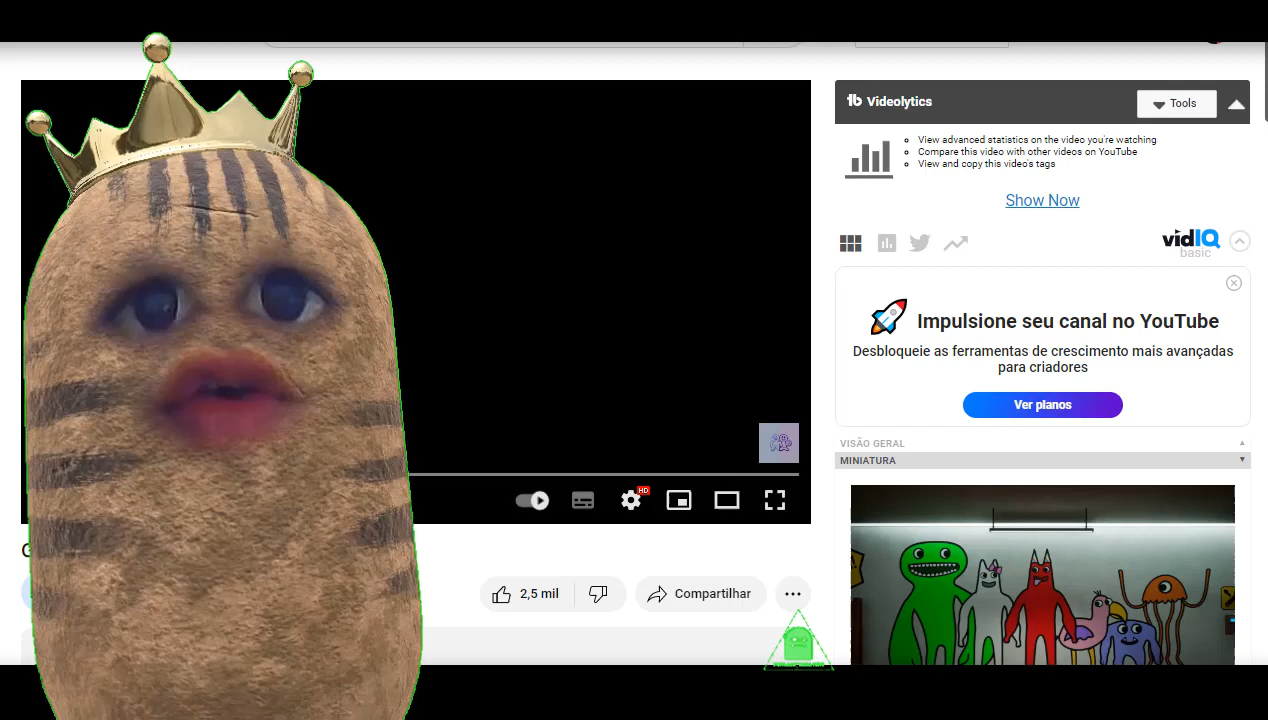 Videolytics
Tools
View advanced statistics on the video you're watching
Compare this video with other videos on YouTube
View and copy this video's tags
Show Now
vidIQ
basic
Impulsione seu canal no YouTube
Desbloqueie as ferramentas de crescimento mais avançadas
para criadores
Ver planos
VISÃO GERAL
MINIATURA
HD
2,5 mil
Compartilhar